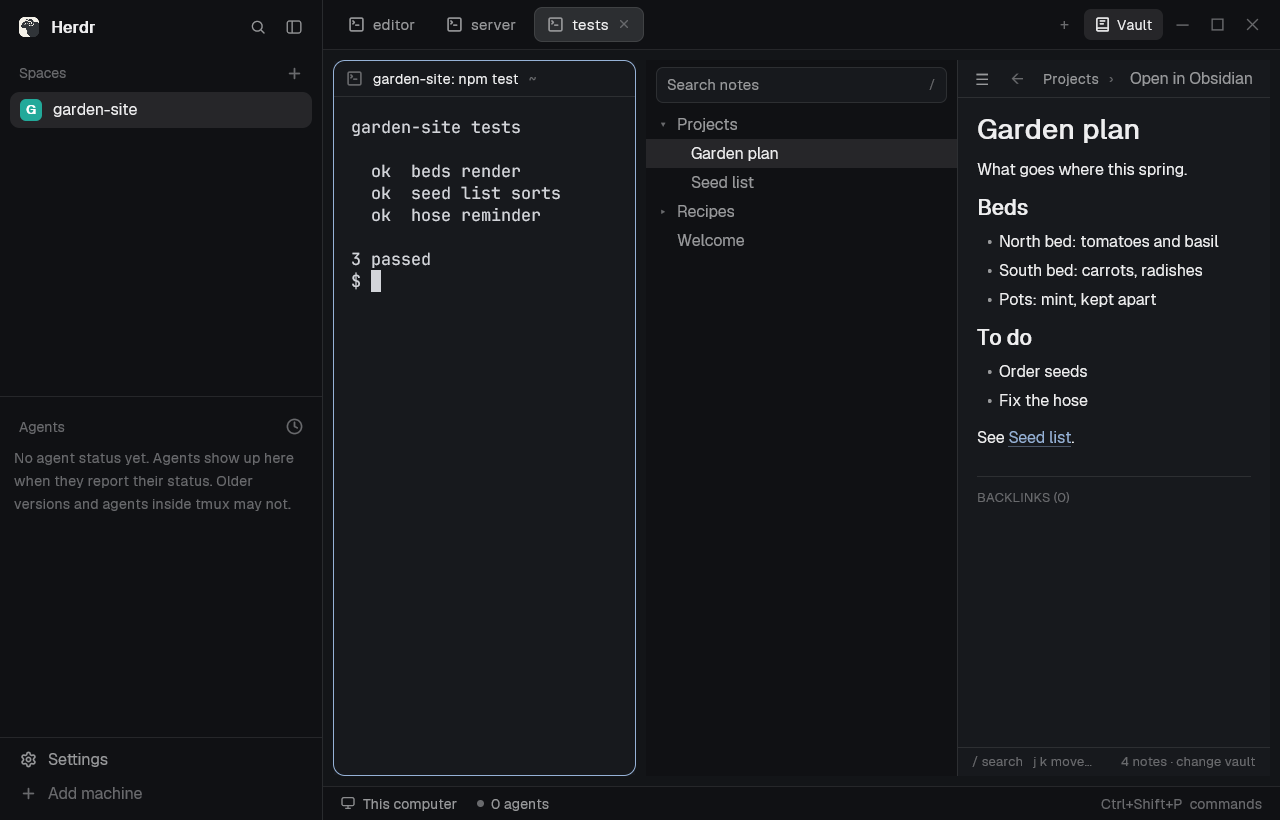 Herdr
Spaces
G garden-site
Agents
No agent status yet. Agents show up here
when they report their status. Older
versions and agents inside tmux may not.
Settings
Add machine
editor server tests
Vault
garden-site: npm test ~
garden-site tests
ok beds render
ok seed list sorts
ok hose reminder
3 passed
$
Search notes /
Projects
Garden plan
Seed list
Recipes
Welcome
Projects › Open in Obsidian
Garden plan
What goes where this spring.
Beds
• North bed: tomatoes and basil
• South bed: carrots, radishes
• Pots: mint, kept apart
To do
• Order seeds
• Fix the hose
See Seed list.
BACKLINKS (0)
/ search j k move… 4 notes · change vault
This computer 0 agents
Ctrl+Shift+P commands